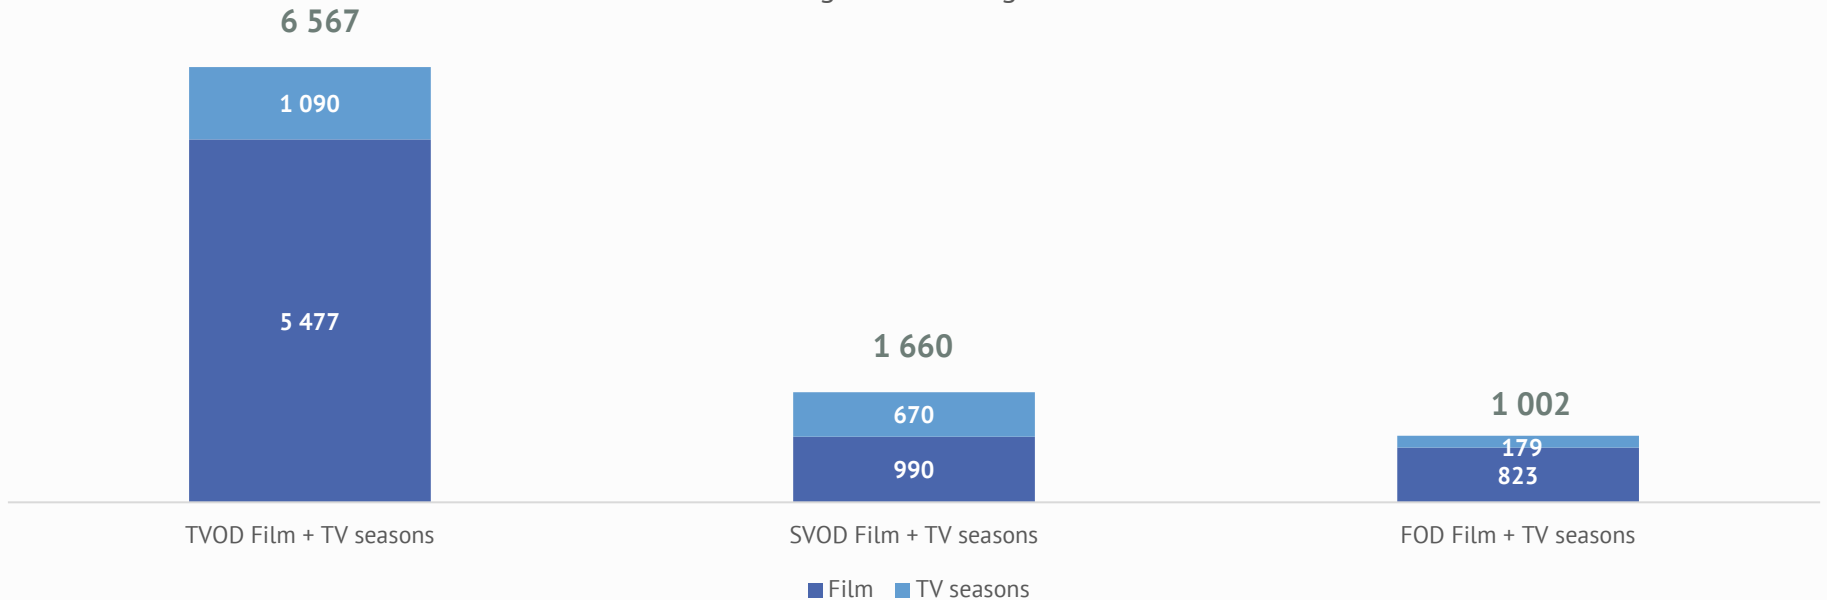 6 567
1 090
5 477
1 660
670
990
1 002
179
823
TVOD Film + TV seasons
SVOD Film + TV seasons
FOD Film + TV seasons
Film
TV seasons